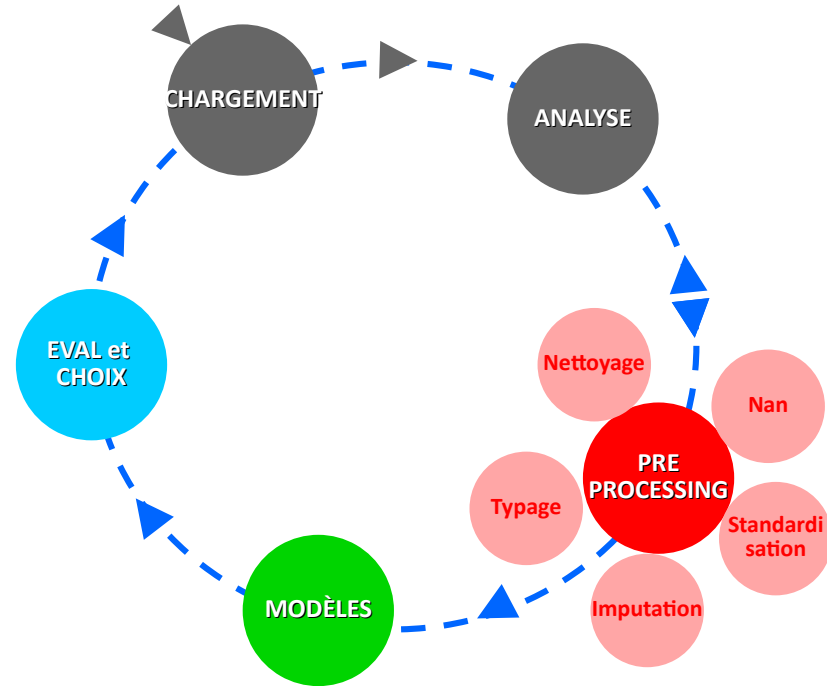 CHARGEMENT
ANALYSE
EVAL et
CHOIX
Nettoyage
Nan
PRE
PROCESSING
Typage
Standardi
sation
Imputation
MODÈLES